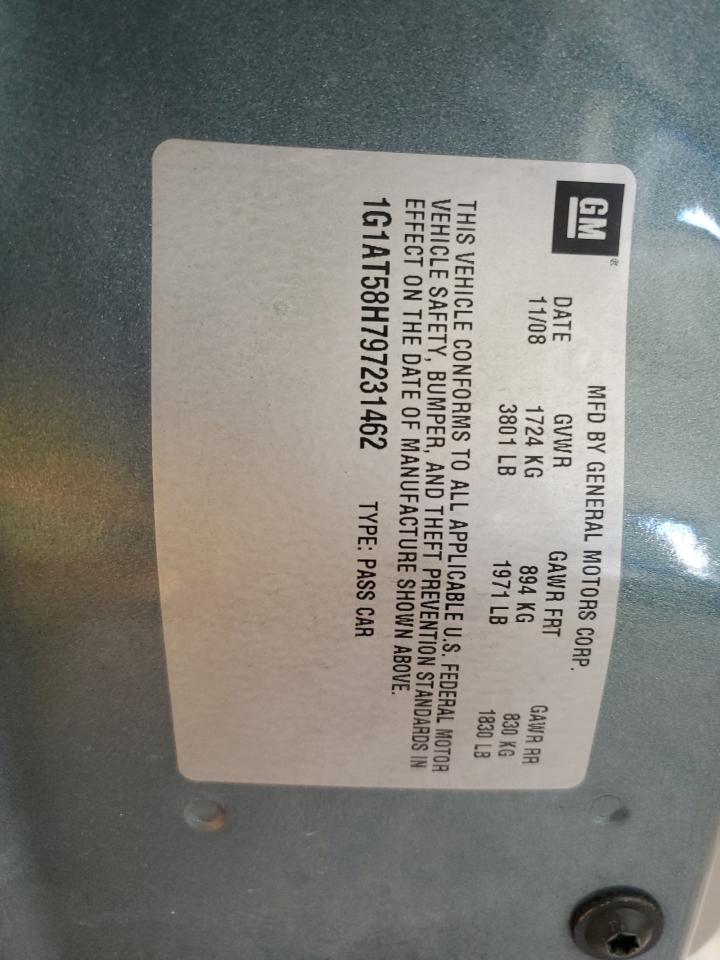 GM®
MFD BY GENERAL MOTORS CORP.
DATE GVWR GAWR FRT GAWR RR
11/08 1724 KG 894 KG 830 KG
3801 LB 1971 LB 1830 LB
THIS VEHICLE CONFORMS TO ALL APPLICABLE U.S. FEDERAL MOTOR
VEHICLE SAFETY, BUMPER, AND THEFT PREVENTION STANDARDS IN
EFFECT ON THE DATE OF MANUFACTURE SHOWN ABOVE.
1G1AT58H797231462 TYPE: PASS CAR